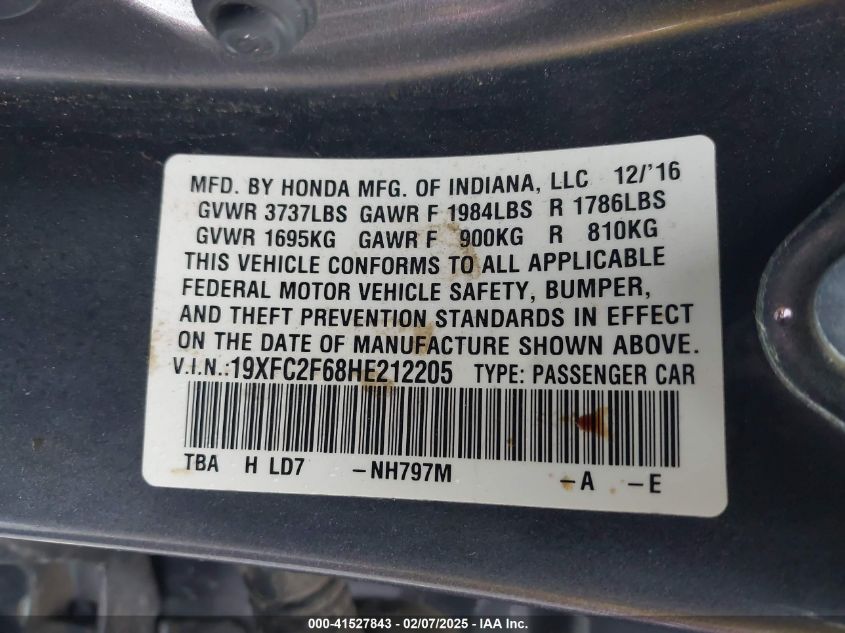 MFD. BY HONDA MFG. OF INDIANA, LLC 12/'16
GVWR 3737LBS GAWR F 1984LBS R 1786LBS
GVWR 1695KG GAWR F 900KG R 810KG
THIS VEHICLE CONFORMS TO ALL APPLICABLE
FEDERAL MOTOR VEHICLE SAFETY, BUMPER,
AND THEFT PREVENTION STANDARDS IN EFFECT
ON THE DATE OF MANUFACTURE SHOWN ABOVE.
V.I.N.:19XFC2F68HE212205 TYPE: PASSENGER CAR
TBA H LD7 -NH797M -A -E
000-41527843 - 02/07/2025 - IAA Inc.